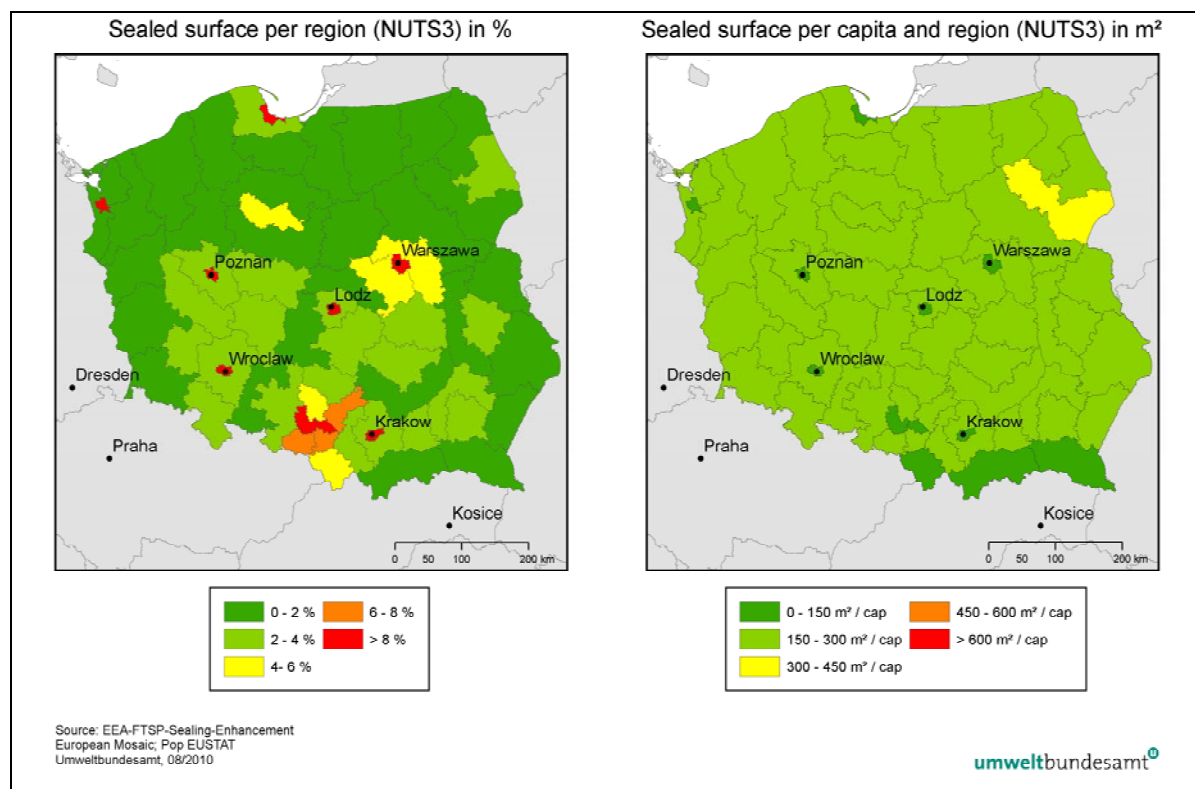 Sealed surface per region (NUTS3) in %
Poznan
Warszawa
Lodz
Wroclaw
Dresden
Krakow
Praha
Kosice
0 50 100 200 km
0 - 2 %
2 - 4 %
4- 6 %
6 - 8 %
> 8 %
Sealed surface per capita and region (NUTS3) in m²
Poznan
Warszawa
Lodz
Wroclaw
Dresden
Krakow
Praha
Kosice
0 50 100 200 km
0 - 150 m² / cap
150 - 300 m² / cap
300 - 450 m² / cap
450 - 600 m² / cap
> 600 m² / cap
Source: EEA-FTSP-Sealing-Enhancement
European Mosaic; Pop EUSTAT
Umweltbundesamt, 08/2010
umweltbundesamt u